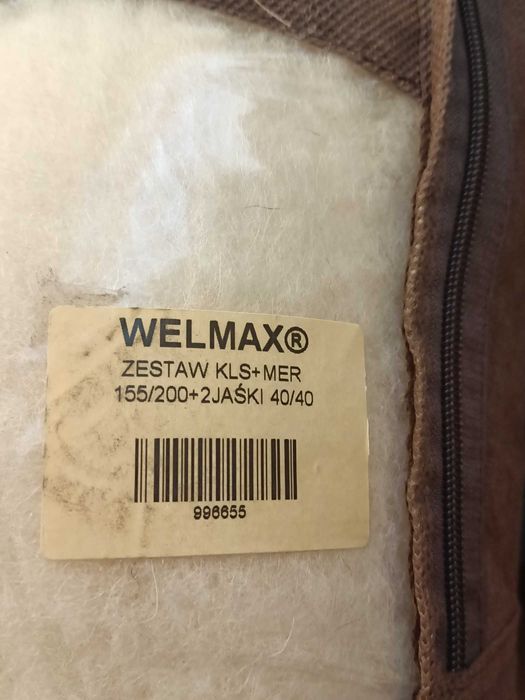 WELMAX®
ZESTAW KLS+MER
155/200+2JAŚKI 40/40
996655